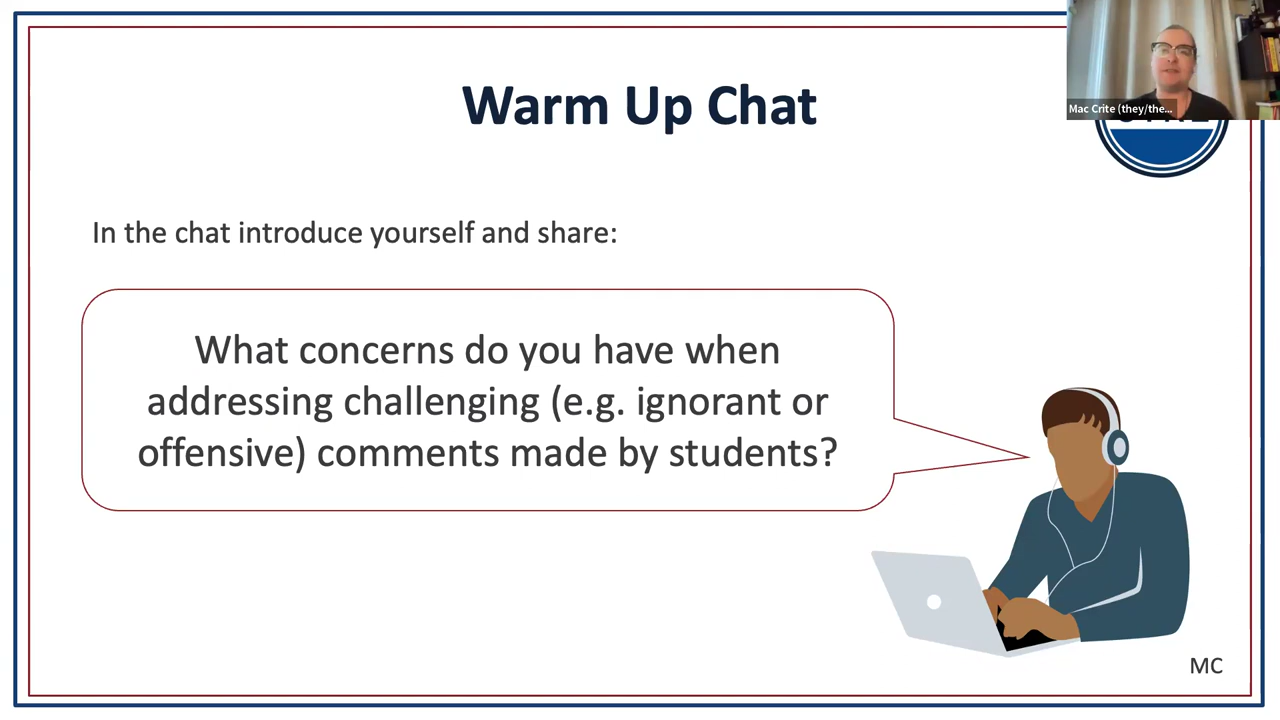 Warm Up Chat
Mac Crite (they/the...
In the chat introduce yourself and share:
What concerns do you have when
addressing challenging (e.g. ignorant or
offensive) comments made by students?
MC